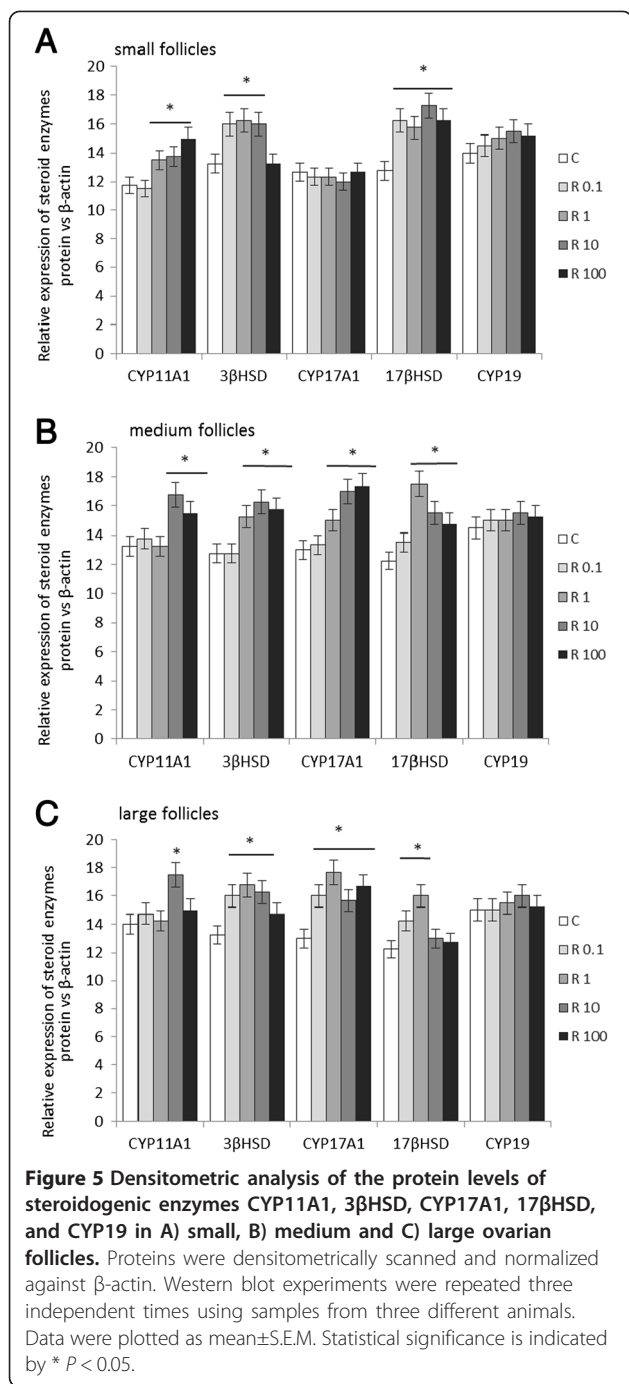 A
small follicles
Relative expression of steroid enzymes
protein vs β-actin
20
18
16
14
12
10
8
6
4
2
0
*
*
*
CYP11A1 3βHSD CYP17A1 17βHSD CYP19
C
R 0.1
R 1
R 10
R 100
B
medium follicles
Relative expression of steroid enzymes
protein vs β-actin
20
18
16
14
12
10
8
6
4
2
0
*
*
*
*
CYP11A1 3βHSD CYP17A1 17βHSD CYP19
C
R 0.1
R 1
R 10
R 100
C
large follicles
Relative expression of steroid enzymes
protein vs β-actin
20
18
16
14
12
10
8
6
4
2
0
*
*
*
*
CYP11A1 3βHSD CYP17A1 17βHSD CYP19
C
R 0.1
R 1
R 10
R 100
Figure 5 Densitometric analysis of the protein levels of
steroidogenic enzymes CYP11A1, 3βHSD, CYP17A1, 17βHSD,
and CYP19 in A) small, B) medium and C) large ovarian
follicles. Proteins were densitometrically scanned and normalized
against β-actin. Western blot experiments were repeated three
independent times using samples from three different animals.
Data were plotted as mean±S.E.M. Statistical significance is indicated
by * P < 0.05.